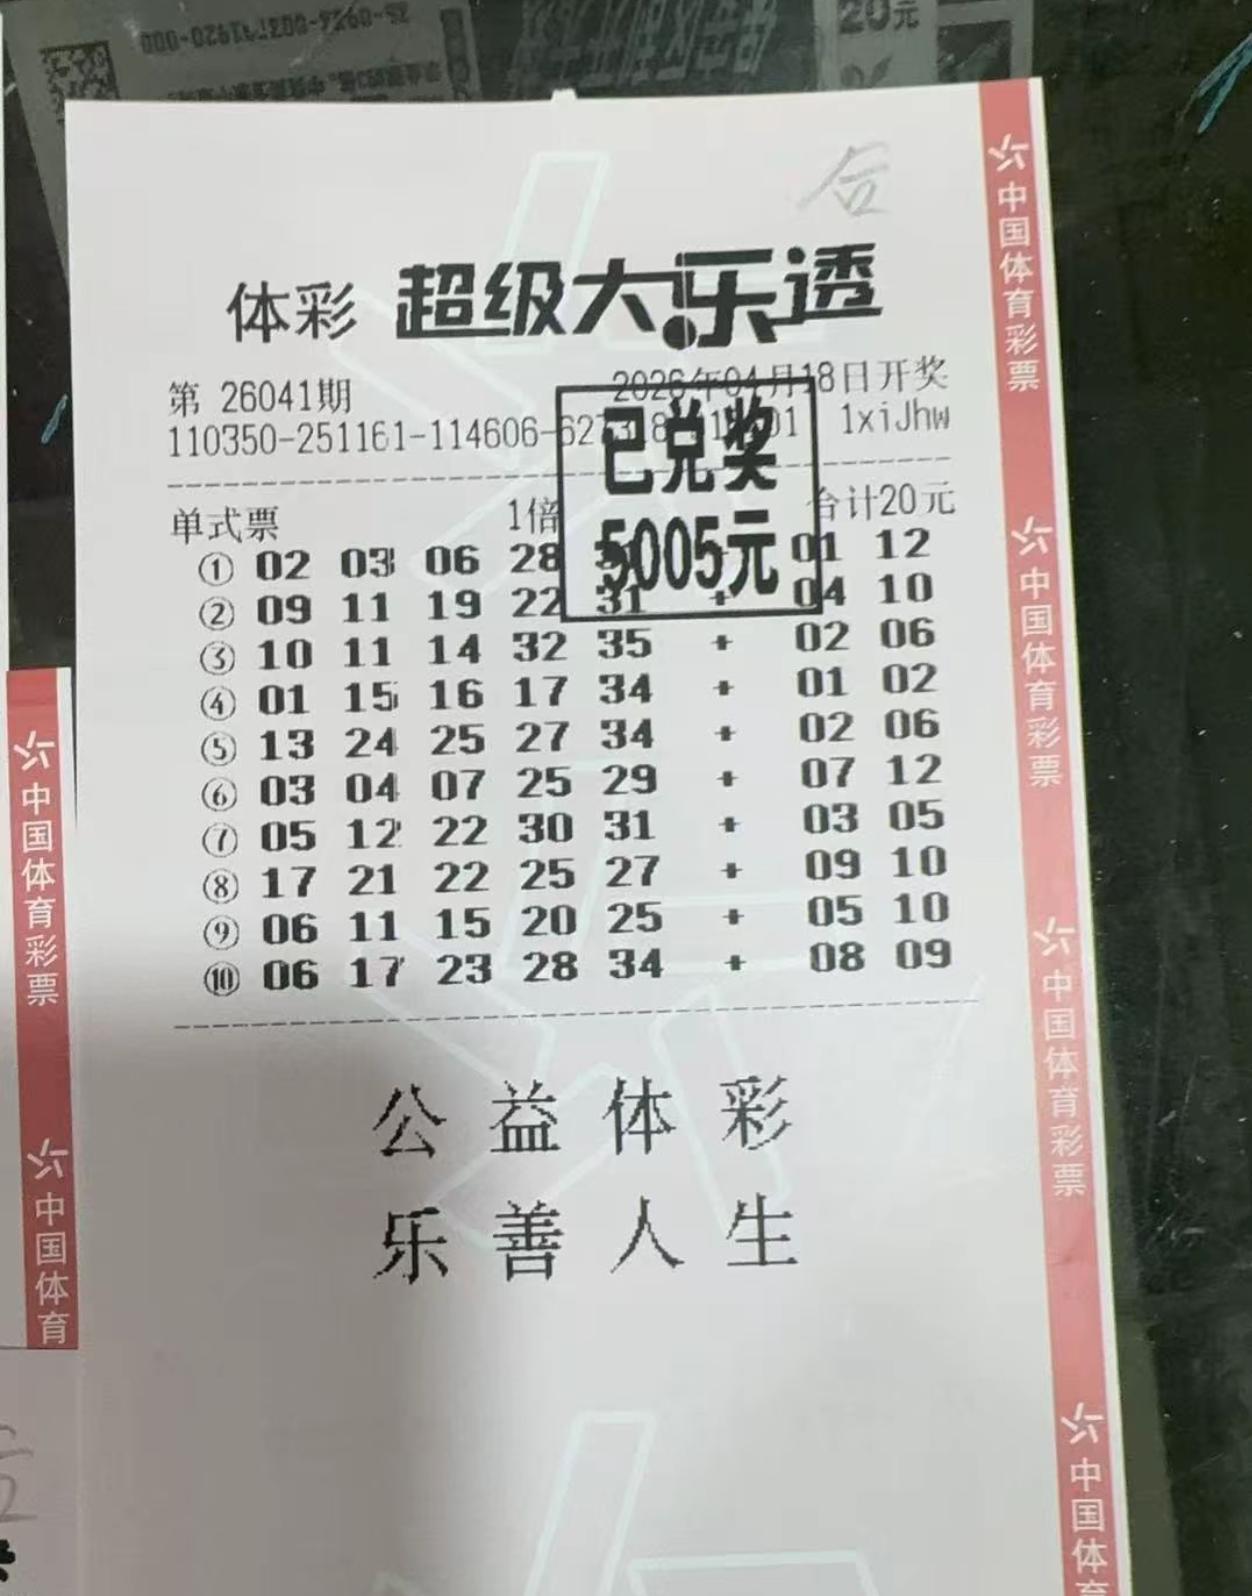 20元
合
体彩 超级大乐透
第 26041期 2026年04月18日开奖
110350-251161-114606- 1xiJhw
已兑奖
5005元
单式票 1倍 合计20元
① 02 03 06 28 + 01 12
② 09 11 19 22 31 + 04 10
③ 10 11 14 32 35 + 02 06
④ 01 15 16 17 34 + 01 02
⑤ 13 24 25 27 34 + 02 06
⑥ 03 04 07 25 29 + 07 12
⑦ 05 12 22 30 31 + 03 05
⑧ 17 21 22 25 27 + 09 10
⑨ 06 11 15 20 25 + 05 10
⑩ 06 17 23 28 34 + 08 09
公益体彩
乐善人生
中国体育彩票
中国体育彩票
中国体育彩票
中国体育
中国体育彩票
中国体育